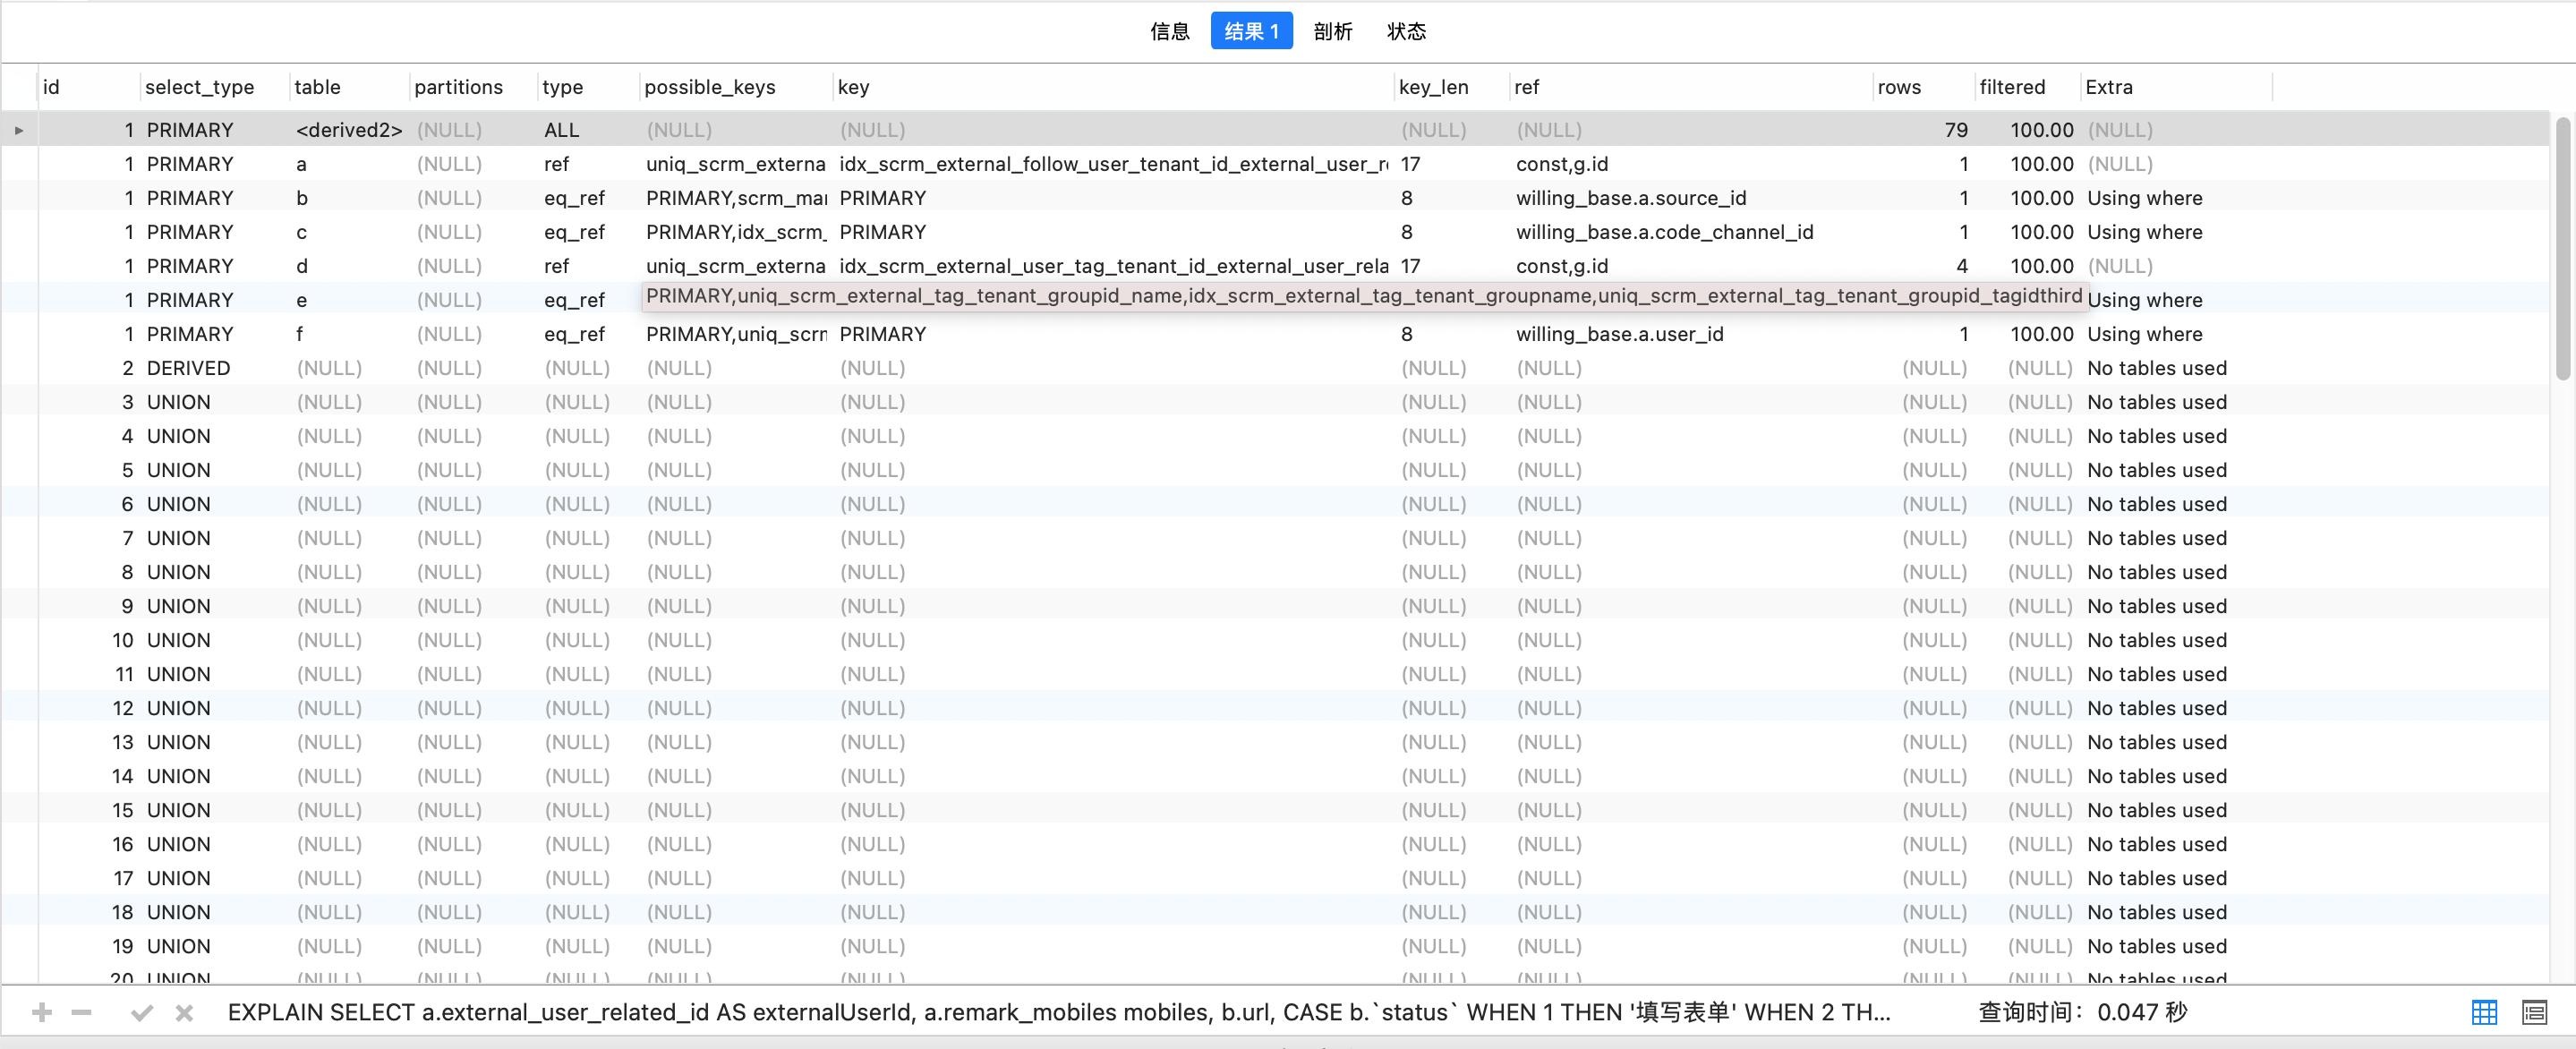 信息 结果 1 剖析 状态
id select_type table partitions type possible_keys key key_len ref rows filtered Extra
1 PRIMARY <derived2> (NULL) ALL (NULL) (NULL) (NULL) (NULL) 79 100.00 (NULL)
1 PRIMARY a (NULL) ref uniq_scrm_externa idx_scrm_external_follow_user_tenant_id_external_user_r 17 const,g.id 1 100.00 (NULL)
1 PRIMARY b (NULL) eq_ref PRIMARY,scrm_mar PRIMARY 8 willing_base.a.source_id 1 100.00 Using where
1 PRIMARY c (NULL) eq_ref PRIMARY,idx_scrm_ PRIMARY 8 willing_base.a.code_channel_id 1 100.00 Using where
1 PRIMARY d (NULL) ref uniq_scrm_externa idx_scrm_external_user_tag_tenant_id_external_user_rela 17 const,g.id 4 100.00 (NULL)
1 PRIMARY e (NULL) eq_ref PRIMARY,uniq_scrm_external_tag_tenant_groupid_name,idx_scrm_external_tag_tenant_groupname,uniq_scrm_external_tag_tenant_groupid_tagidthird Using where
1 PRIMARY f (NULL) eq_ref PRIMARY,uniq_scrn PRIMARY 8 willing_base.a.user_id 1 100.00 Using where
2 DERIVED (NULL) (NULL) (NULL) (NULL) (NULL) (NULL) (NULL) (NULL) (NULL) No tables used
3 UNION (NULL) (NULL) (NULL) (NULL) (NULL) (NULL) (NULL) (NULL) (NULL) No tables used
4 UNION (NULL) (NULL) (NULL) (NULL) (NULL) (NULL) (NULL) (NULL) (NULL) No tables used
5 UNION (NULL) (NULL) (NULL) (NULL) (NULL) (NULL) (NULL) (NULL) (NULL) No tables used
6 UNION (NULL) (NULL) (NULL) (NULL) (NULL) (NULL) (NULL) (NULL) (NULL) No tables used
7 UNION (NULL) (NULL) (NULL) (NULL) (NULL) (NULL) (NULL) (NULL) (NULL) No tables used
8 UNION (NULL) (NULL) (NULL) (NULL) (NULL) (NULL) (NULL) (NULL) (NULL) No tables used
9 UNION (NULL) (NULL) (NULL) (NULL) (NULL) (NULL) (NULL) (NULL) (NULL) No tables used
10 UNION (NULL) (NULL) (NULL) (NULL) (NULL) (NULL) (NULL) (NULL) (NULL) No tables used
11 UNION (NULL) (NULL) (NULL) (NULL) (NULL) (NULL) (NULL) (NULL) (NULL) No tables used
12 UNION (NULL) (NULL) (NULL) (NULL) (NULL) (NULL) (NULL) (NULL) (NULL) No tables used
13 UNION (NULL) (NULL) (NULL) (NULL) (NULL) (NULL) (NULL) (NULL) (NULL) No tables used
14 UNION (NULL) (NULL) (NULL) (NULL) (NULL) (NULL) (NULL) (NULL) (NULL) No tables used
15 UNION (NULL) (NULL) (NULL) (NULL) (NULL) (NULL) (NULL) (NULL) (NULL) No tables used
16 UNION (NULL) (NULL) (NULL) (NULL) (NULL) (NULL) (NULL) (NULL) (NULL) No tables used
17 UNION (NULL) (NULL) (NULL) (NULL) (NULL) (NULL) (NULL) (NULL) (NULL) No tables used
18 UNION (NULL) (NULL) (NULL) (NULL) (NULL) (NULL) (NULL) (NULL) (NULL) No tables used
19 UNION (NULL) (NULL) (NULL) (NULL) (NULL) (NULL) (NULL) (NULL) (NULL) No tables used
20 UNION (NULL) (NULL) (NULL) (NULL) (NULL) (NULL) (NULL) (NULL) (NULL) No tables used
EXPLAIN SELECT a.external_user_related_id AS externalUserId, a.remark_mobiles mobiles, b.url, CASE b.`status` WHEN 1 THEN '填写表单' WHEN 2 TH... 查询时间：0.047 秒